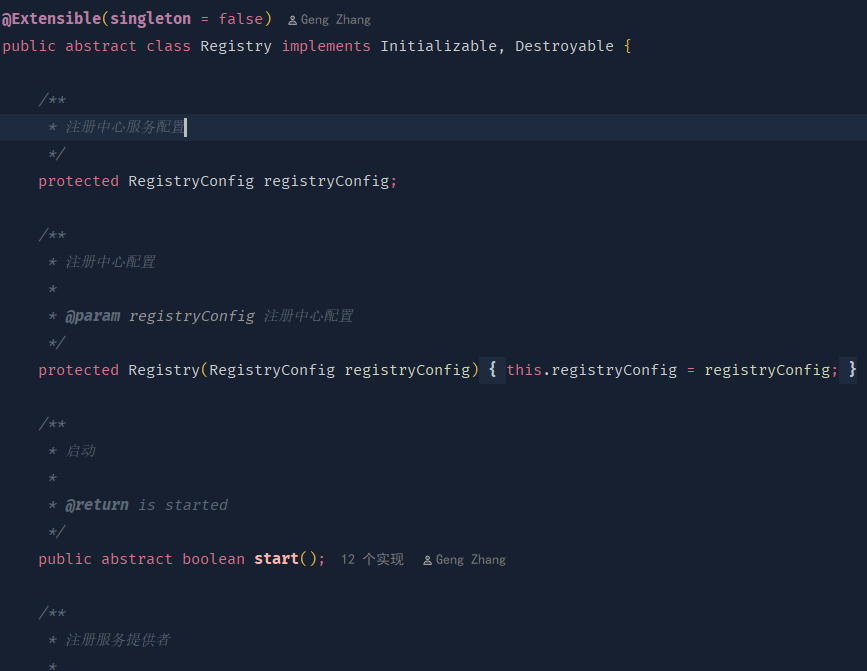 @Extensible(singleton = false) Geng Zhang
public abstract class Registry implements Initializable, Destroyable {
/**
* 注册中心服务配置
*/
protected RegistryConfig registryConfig;
/**
* 注册中心配置
*
* @param registryConfig 注册中心配置
*/
protected Registry(RegistryConfig registryConfig) { this.registryConfig = registryConfig; }
/**
* 启动
*
* @return is started
*/
public abstract boolean start(); 12 个实现 Geng Zhang
/**
* 注册服务提供者
*